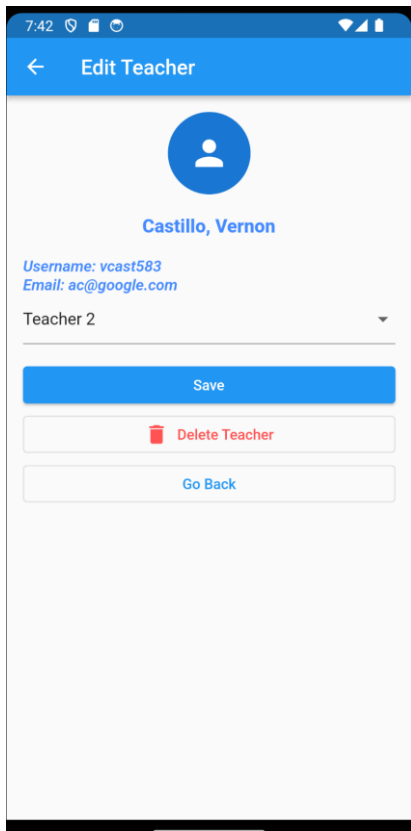 7:42
Edit Teacher
Castillo, Vernon
Username: vcast583
Email: ac@google.com
Teacher 2
Save
Delete Teacher
Go Back